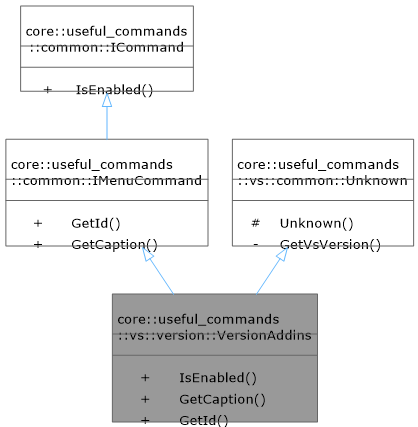 core::useful_commands
::common::ICommand
+ IsEnabled()
core::useful_commands
::common::IMenuCommand
+ GetId()
+ GetCaption()
core::useful_commands
::vs::common::Unknown
# Unknown()
- GetVsVersion()
core::useful_commands
::vs::version::VersionAddins
+ IsEnabled()
+ GetCaption()
+ GetId()